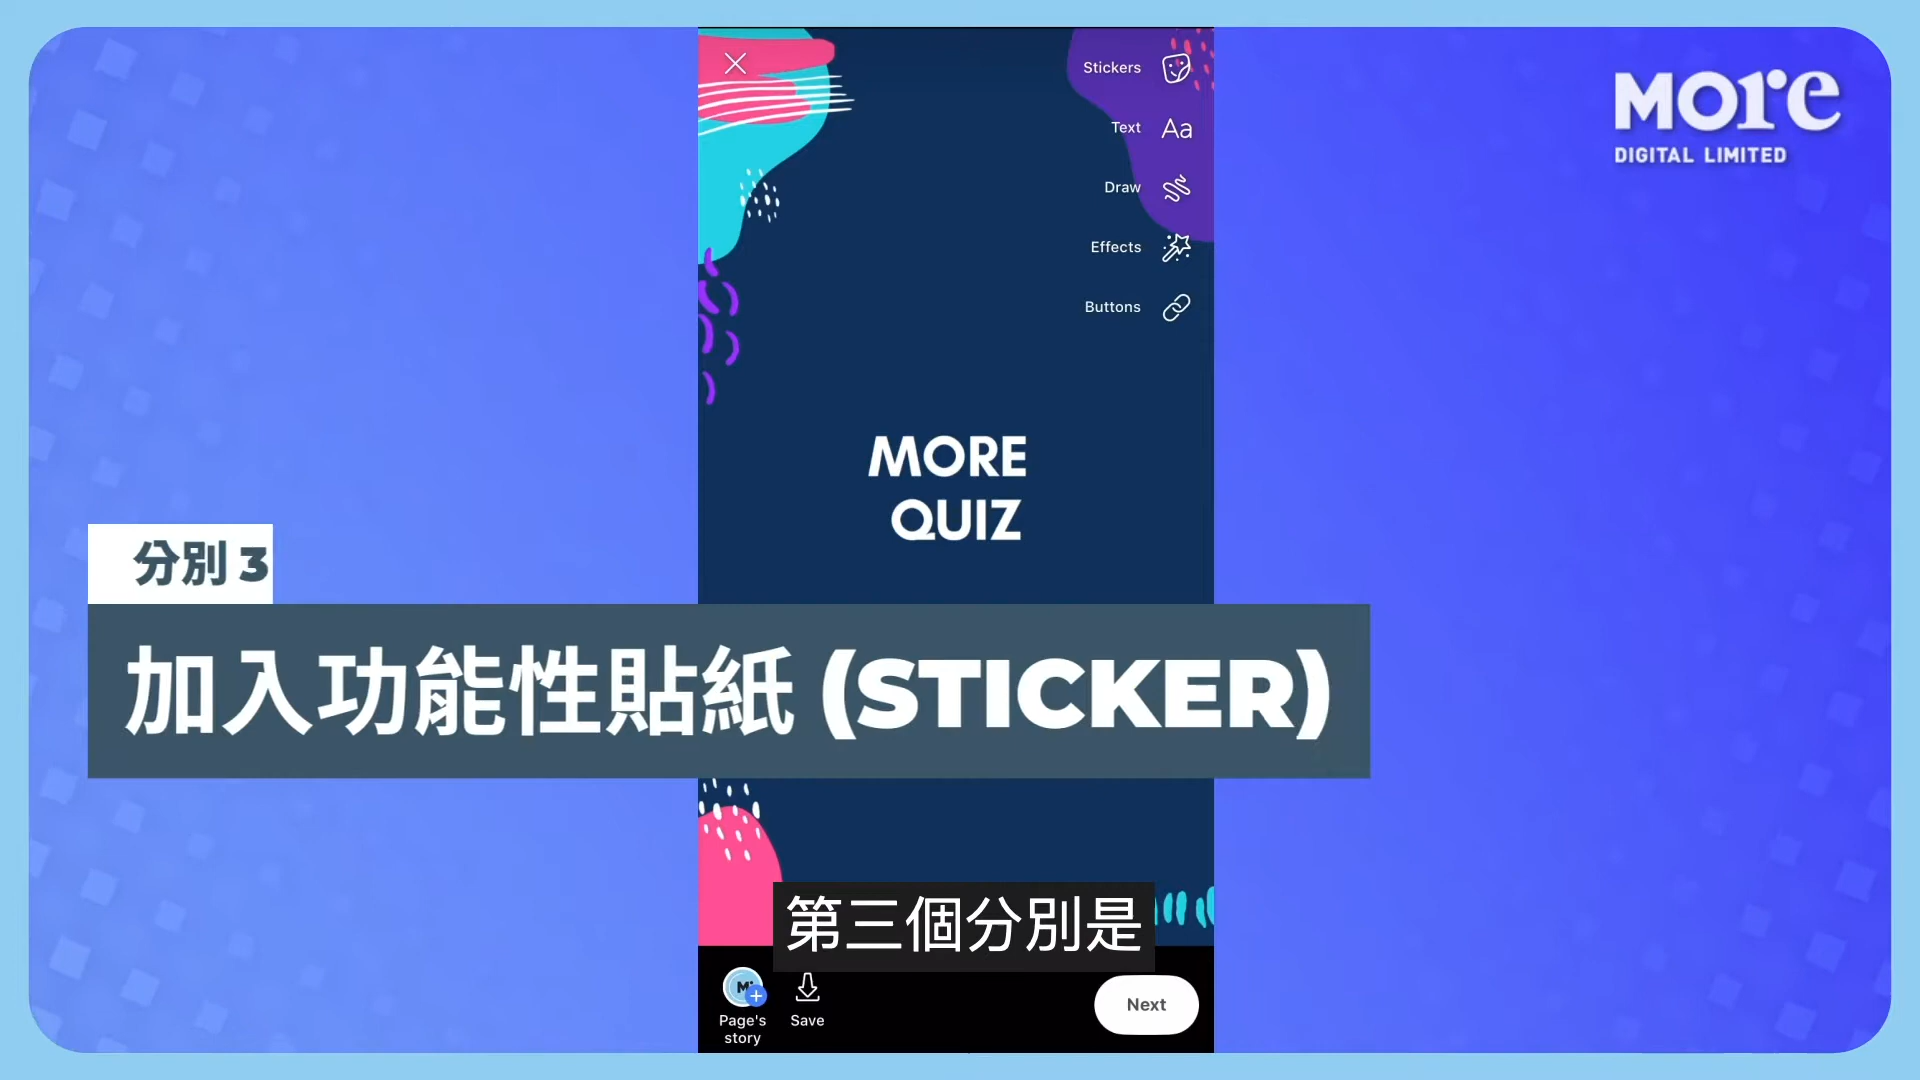 Stickers
Text Aa
Draw
Effects
Buttons
MORE
DIGITAL LIMITED
MORE
QUIZ
分別 3
加入功能性貼紙 (STICKER)
第三個分別是
M
Page's
story
Save
Next